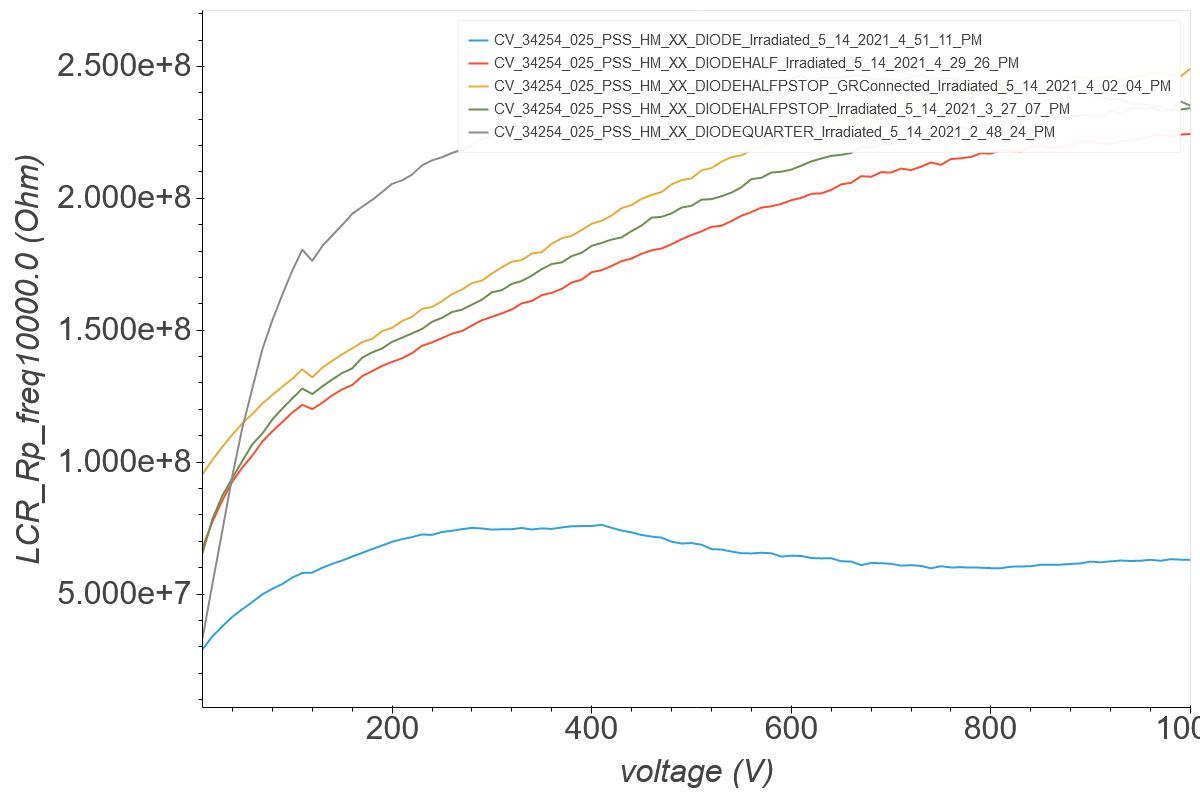 CV_34254_025_PSS_HM_XX_DIODE_Irradiated_5_14_2021_4_51_11_PM
CV_34254_025_PSS_HM_XX_DIODEHALF_Irradiated_5_14_2021_4_29_26_PM
CV_34254_025_PSS_HM_XX_DIODEHALFPSTOP_GRConnected_Irradiated_5_14_2021_4_02_04_PM
CV_34254_025_PSS_HM_XX_DIODEHALFPSTOP_Irradiated_5_14_2021_3_27_07_PM
CV_34254_025_PSS_HM_XX_DIODEQUARTER_Irradiated_5_14_2021_2_48_24_PM
LCR_Rp_freq10000.0 (Ohm)
2.500e+8
2.000e+8
1.500e+8
1.000e+8
5.000e+7
200 400 600 800 100
voltage (V)